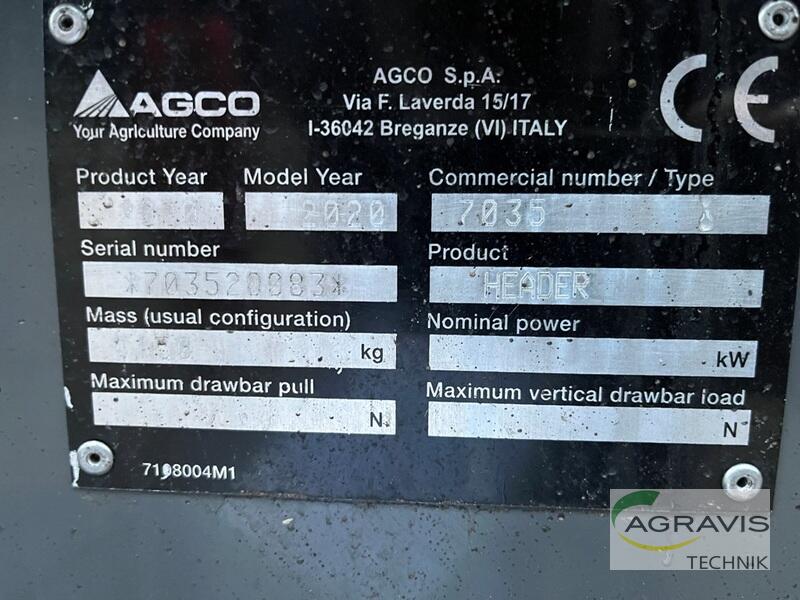 AGCO
Your Agriculture Company
AGCO S.p.A.
Via F. Laverda 15/17
I-36042 Breganze (VI) ITALY
CE
Product Year
Model Year
2020
Commercial number / Type
7035
Serial number
*703520083*
Product
HEADER
Mass (usual configuration)
kg
Nominal power
kW
Maximum drawbar pull
N
Maximum vertical drawbar load
N
7198004M1
AGRAVIS
TECHNIK